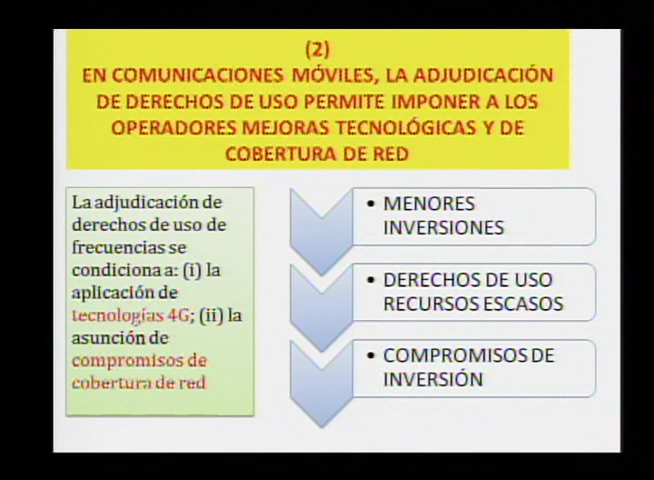 (2)
EN COMUNICACIONES MÓVILES, LA ADJUDICACIÓN
DE DERECHOS DE USO PERMITE IMPONER A LOS
OPERADORES MEJORAS TECNOLÓGICAS Y DE
COBERTURA DE RED
La adjudicación de
derechos de uso de
frecuencias se
condiciona a: (i) la
aplicación de
tecnologías 4G; (ii) la
asunción de
compromisos de
cobertura de red
• MENORES
INVERSIONES
• DERECHOS DE USO
RECURSOS ESCASOS
• COMPROMISOS DE
INVERSIÓN